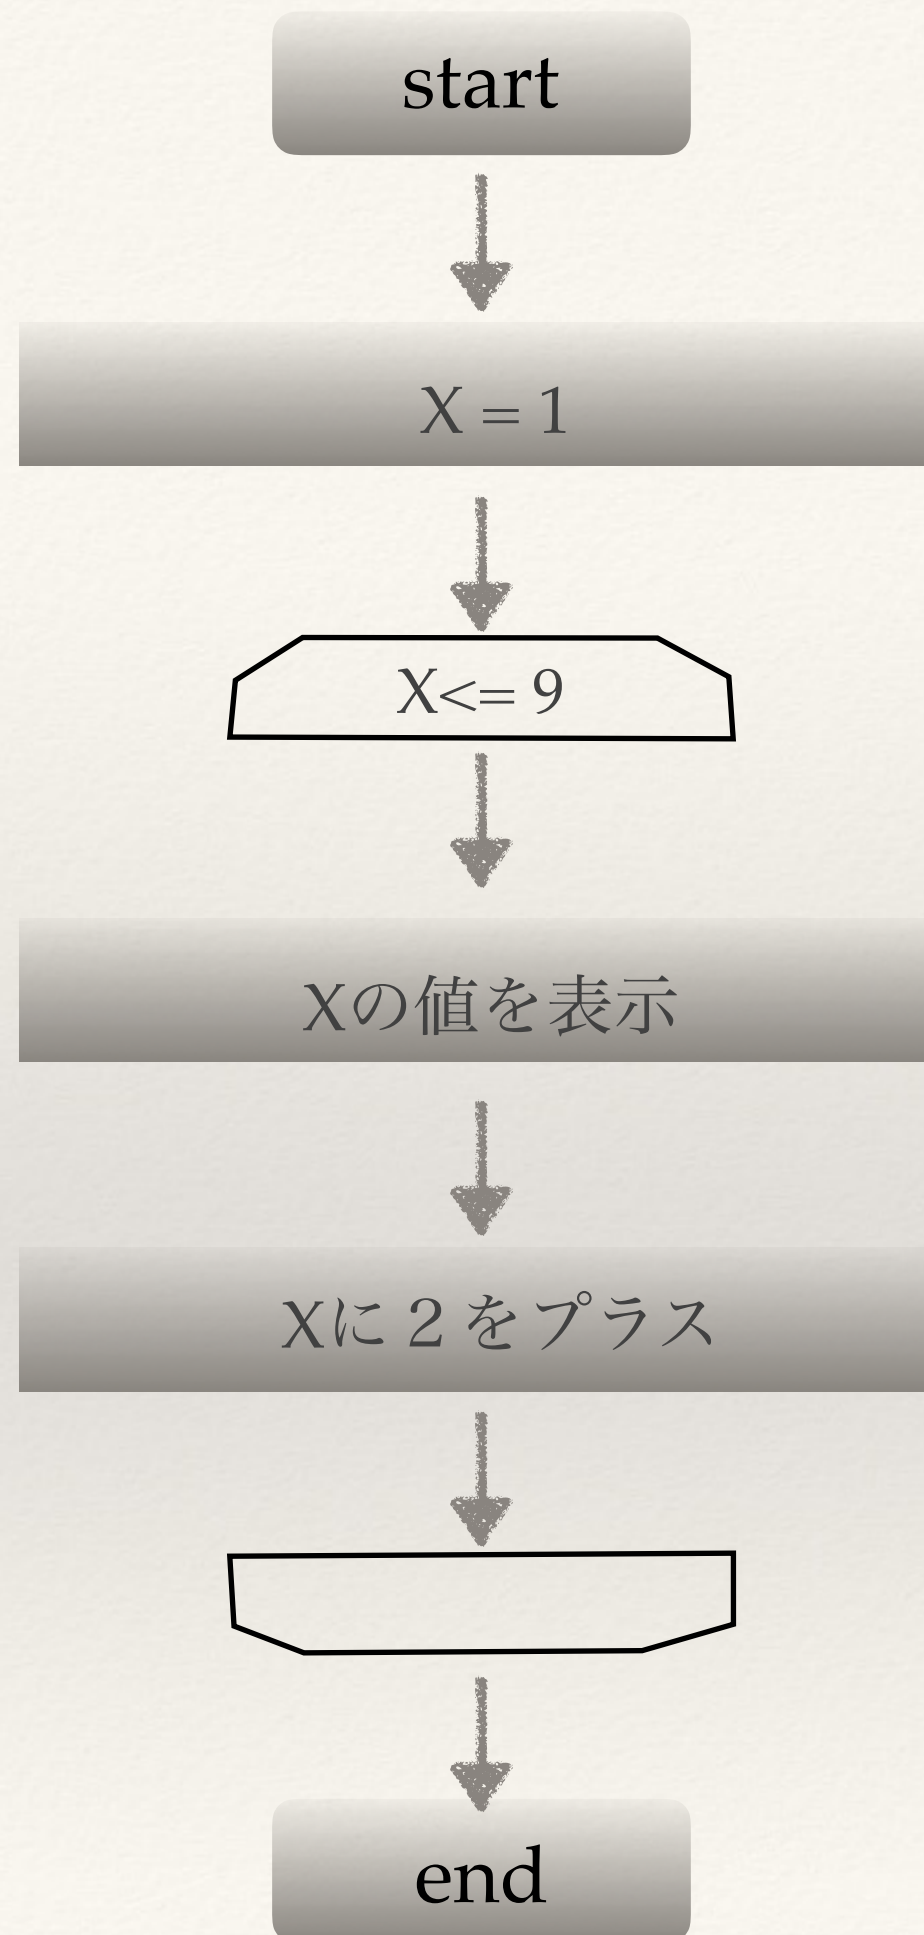 start
X = 1
X<= 9
Xの値を表示
Xに２をプラス
end